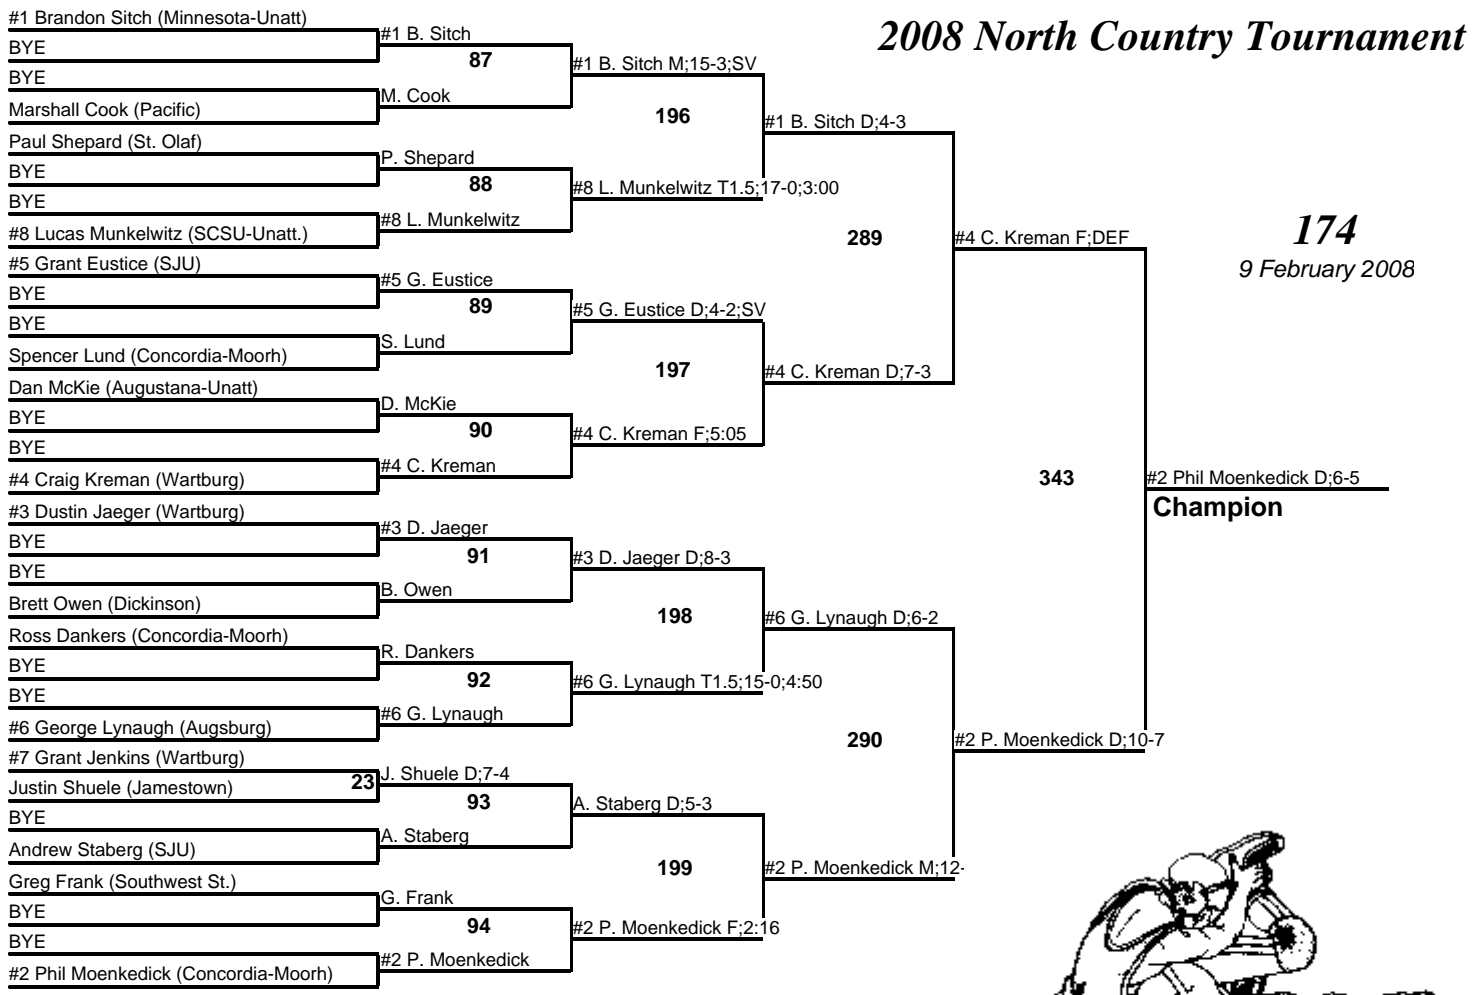 2008 North Country Tournament
174
9 February 2008
#1 Brandon Sitch (Minnesota-Unatt)
BYE
BYE
Marshall Cook (Pacific)
Paul Shepard (St. Olaf)
BYE
BYE
#8 Lucas Munkelwitz (SCSU-Unatt.)
#5 Grant Eustice (SJU)
BYE
BYE
Spencer Lund (Concordia-Moorh)
Dan McKie (Augustana-Unatt)
BYE
BYE
#4 Craig Kreman (Wartburg)
#3 Dustin Jaeger (Wartburg)
BYE
BYE
Brett Owen (Dickinson)
Ross Dankers (Concordia-Moorh)
BYE
BYE
#6 George Lynaugh (Augsburg)
#7 Grant Jenkins (Wartburg)
Justin Shuele (Jamestown)
23
BYE
Andrew Staberg (SJU)
Greg Frank (Southwest St.)
BYE
BYE
#2 Phil Moenkedick (Concordia-Moorh)
#1 B. Sitch
87
M. Cook
P. Shepard
88
#8 L. Munkelwitz
#5 G. Eustice
89
S. Lund
D. McKie
90
#4 C. Kreman
#3 D. Jaeger
91
B. Owen
R. Dankers
92
#6 G. Lynaugh
J. Shuele D;7-4
93
A. Staberg
G. Frank
94
#2 P. Moenkedick
#1 B. Sitch M;15-3;SV
196
#8 L. Munkelwitz T1.5;17-0;3:00
#5 G. Eustice D;4-2;SV
197
#4 C. Kreman F;5:05
#3 D. Jaeger D;8-3
198
#6 G. Lynaugh T1.5;15-0;4:50
A. Staberg D;5-3
199
#2 P. Moenkedick F;2:16
#1 B. Sitch D;4-3
289
#4 C. Kreman D;7-3
#6 G. Lynaugh D;6-2
290
#2 P. Moenkedick M;12-
#4 C. Kreman F;DEF
343
#2 P. Moenkedick D;10-7
#2 Phil Moenkedick D;6-5
Champion